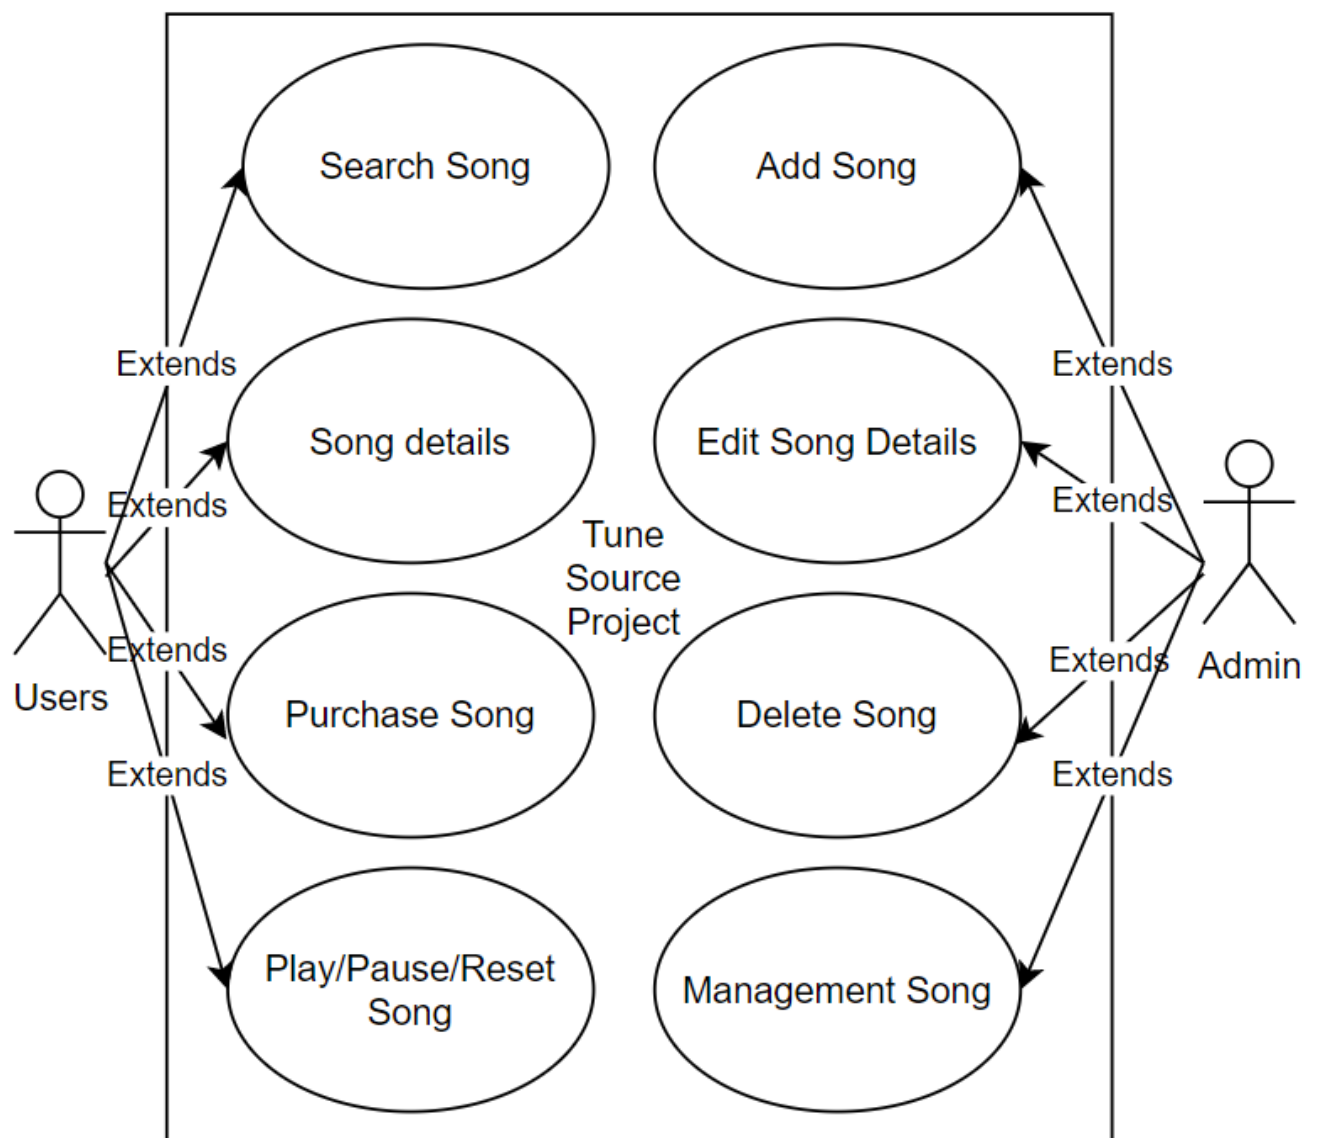 Search Song
Add Song
Extends
Extends
Song details
Edit Song Details
Extends
Extends
Tune
Source
Project
Extends
Extends
Users
Admin
Purchase Song
Delete Song
Extends
Extends
Play/Pause/Reset
Song
Management Song